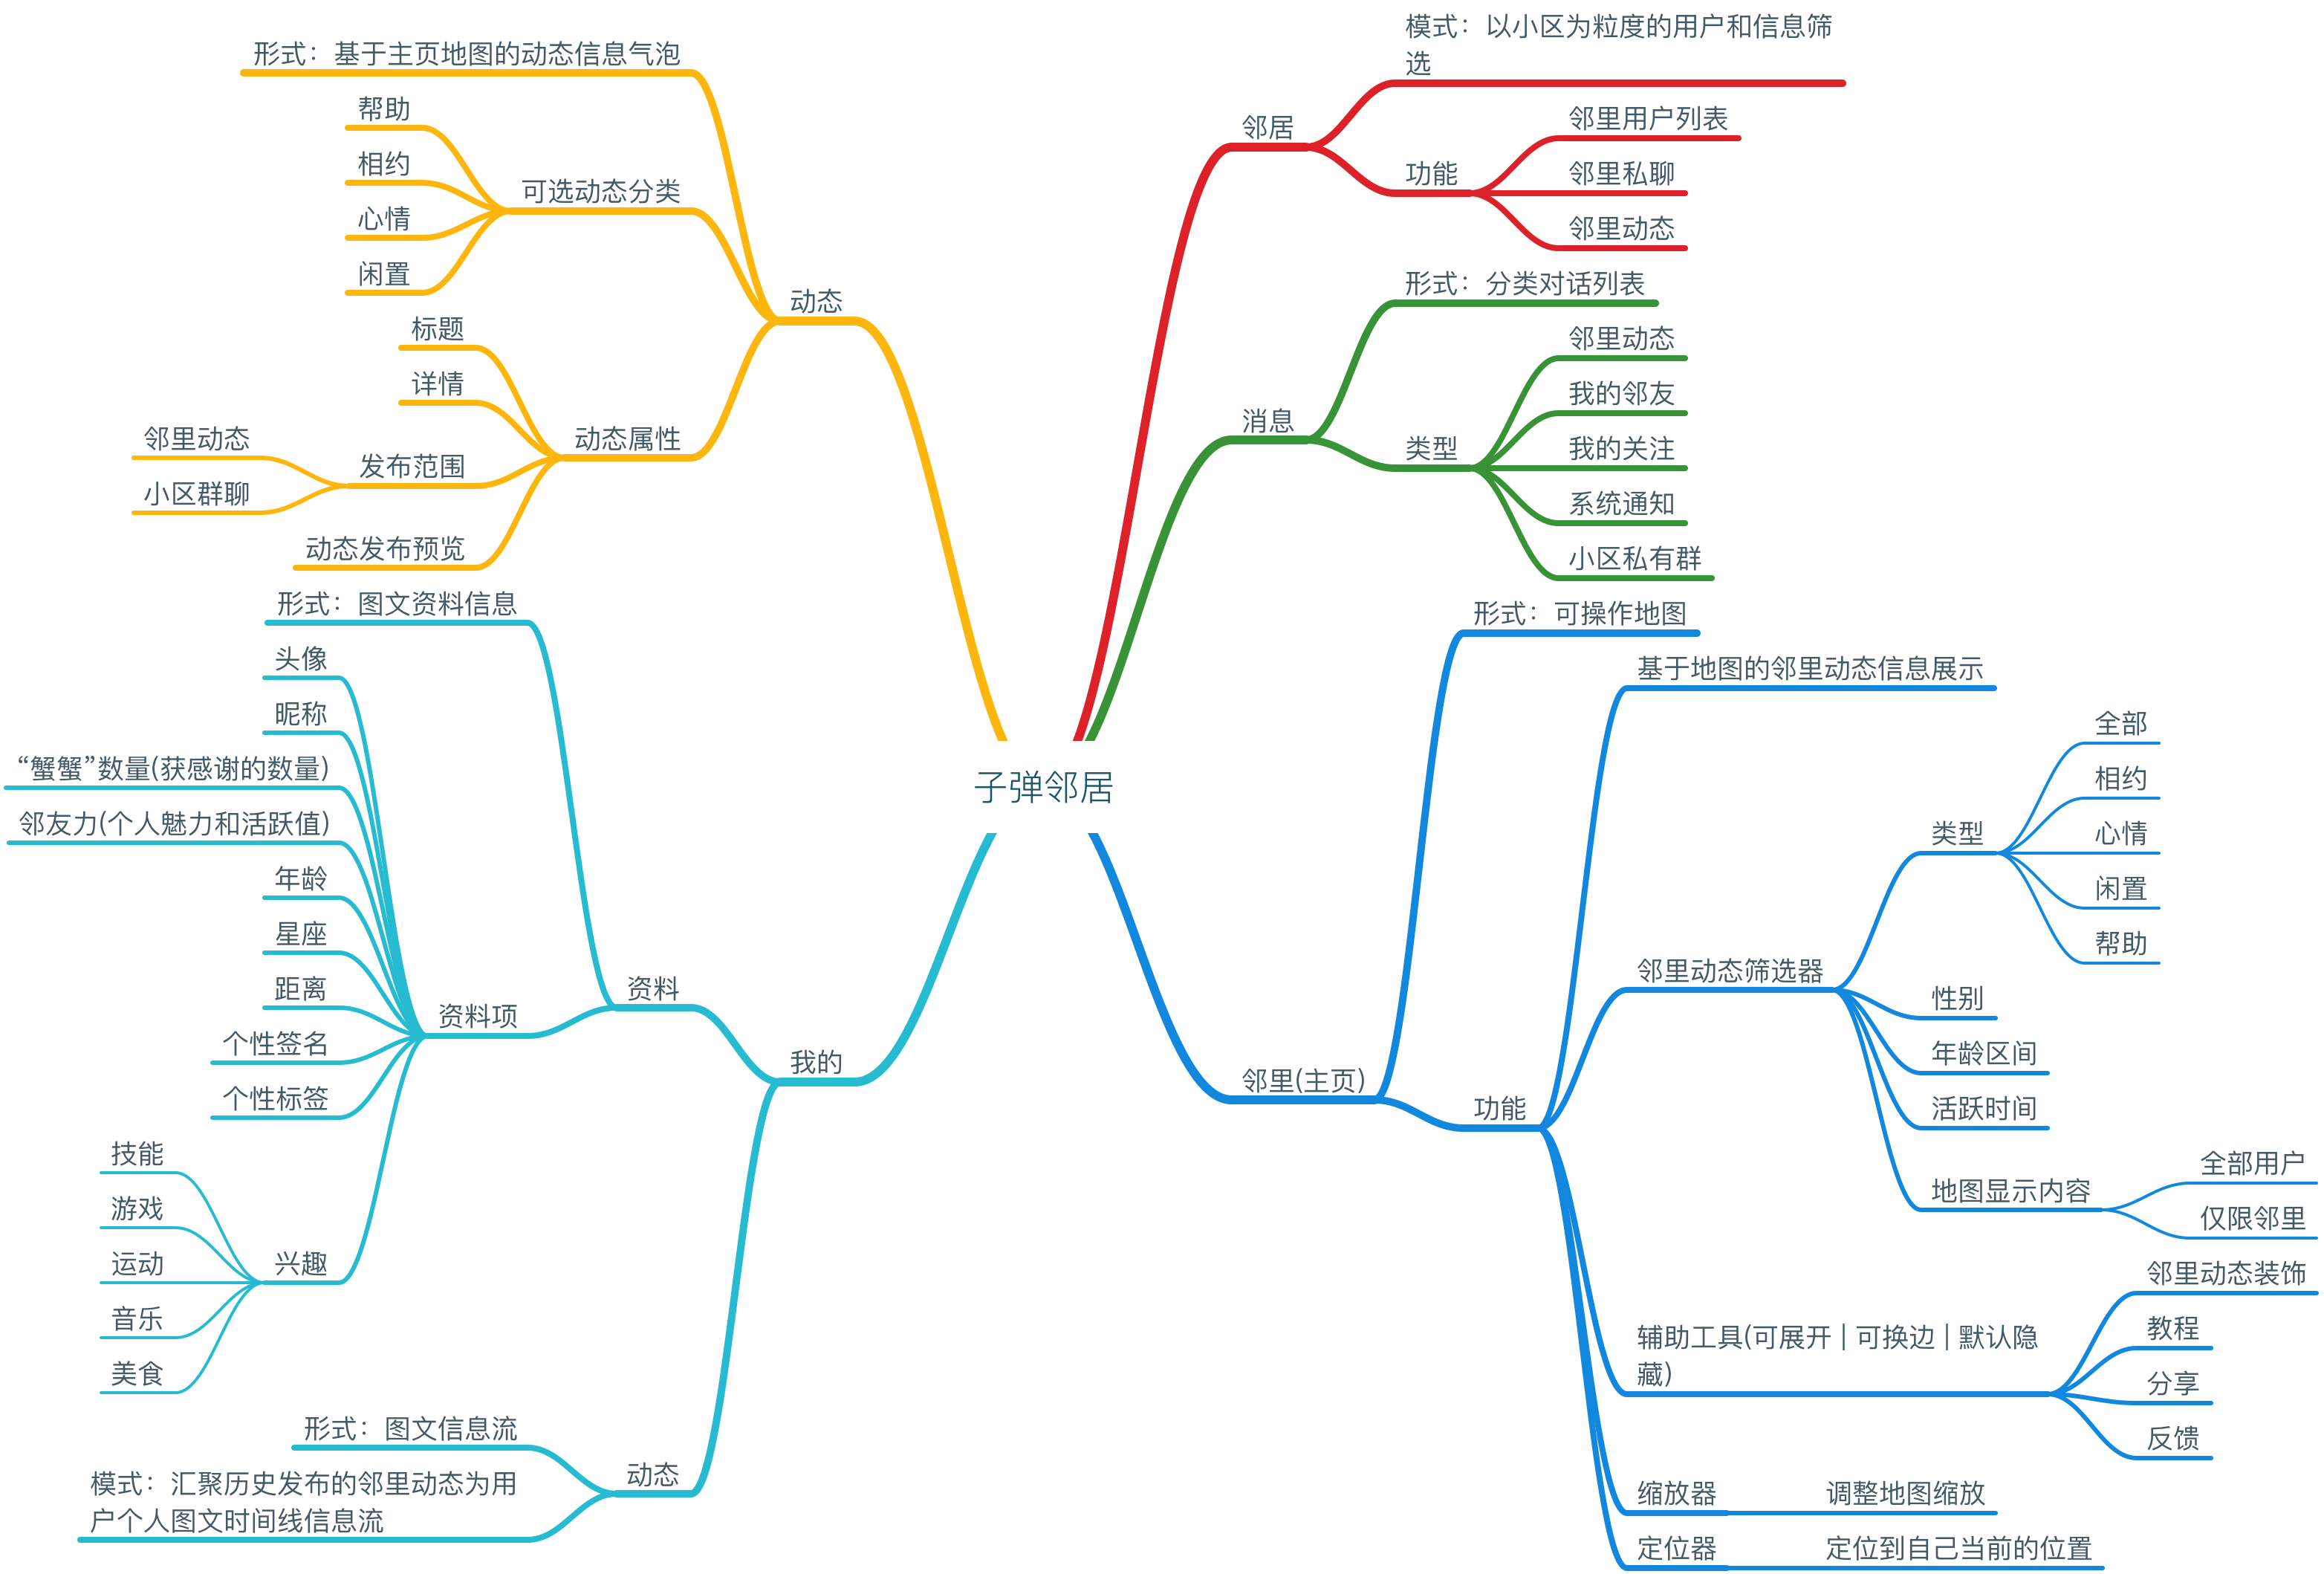 子弹邻居
邻居
模式：以小区为粒度的用户和信息筛
选
功能
邻里用户列表
邻里私聊
邻里动态
消息
形式：分类对话列表
类型
邻里动态
我的邻友
我的关注
系统通知
小区私有群
邻里(主页)
形式：可操作地图
功能
基于地图的邻里动态信息展示
邻里动态筛选器
类型
全部
相约
心情
闲置
帮助
性别
年龄区间
活跃时间
地图显示内容
全部用户
仅限邻里
辅助工具(可展开 | 可换边 | 默认隐
藏)
邻里动态装饰
教程
分享
反馈
缩放器
调整地图缩放
定位器
定位到自己当前的位置
动态
形式：基于主页地图的动态信息气泡
可选动态分类
帮助
相约
心情
闲置
动态属性
标题
详情
发布范围
邻里动态
小区群聊
动态发布预览
我的
资料
形式：图文资料信息
资料项
头像
昵称
“蟹蟹”数量(获感谢的数量)
邻友力(个人魅力和活跃值)
年龄
星座
距离
个性签名
个性标签
兴趣
技能
游戏
运动
音乐
美食
动态
形式：图文信息流
模式：汇聚历史发布的邻里动态为用
户个人图文时间线信息流